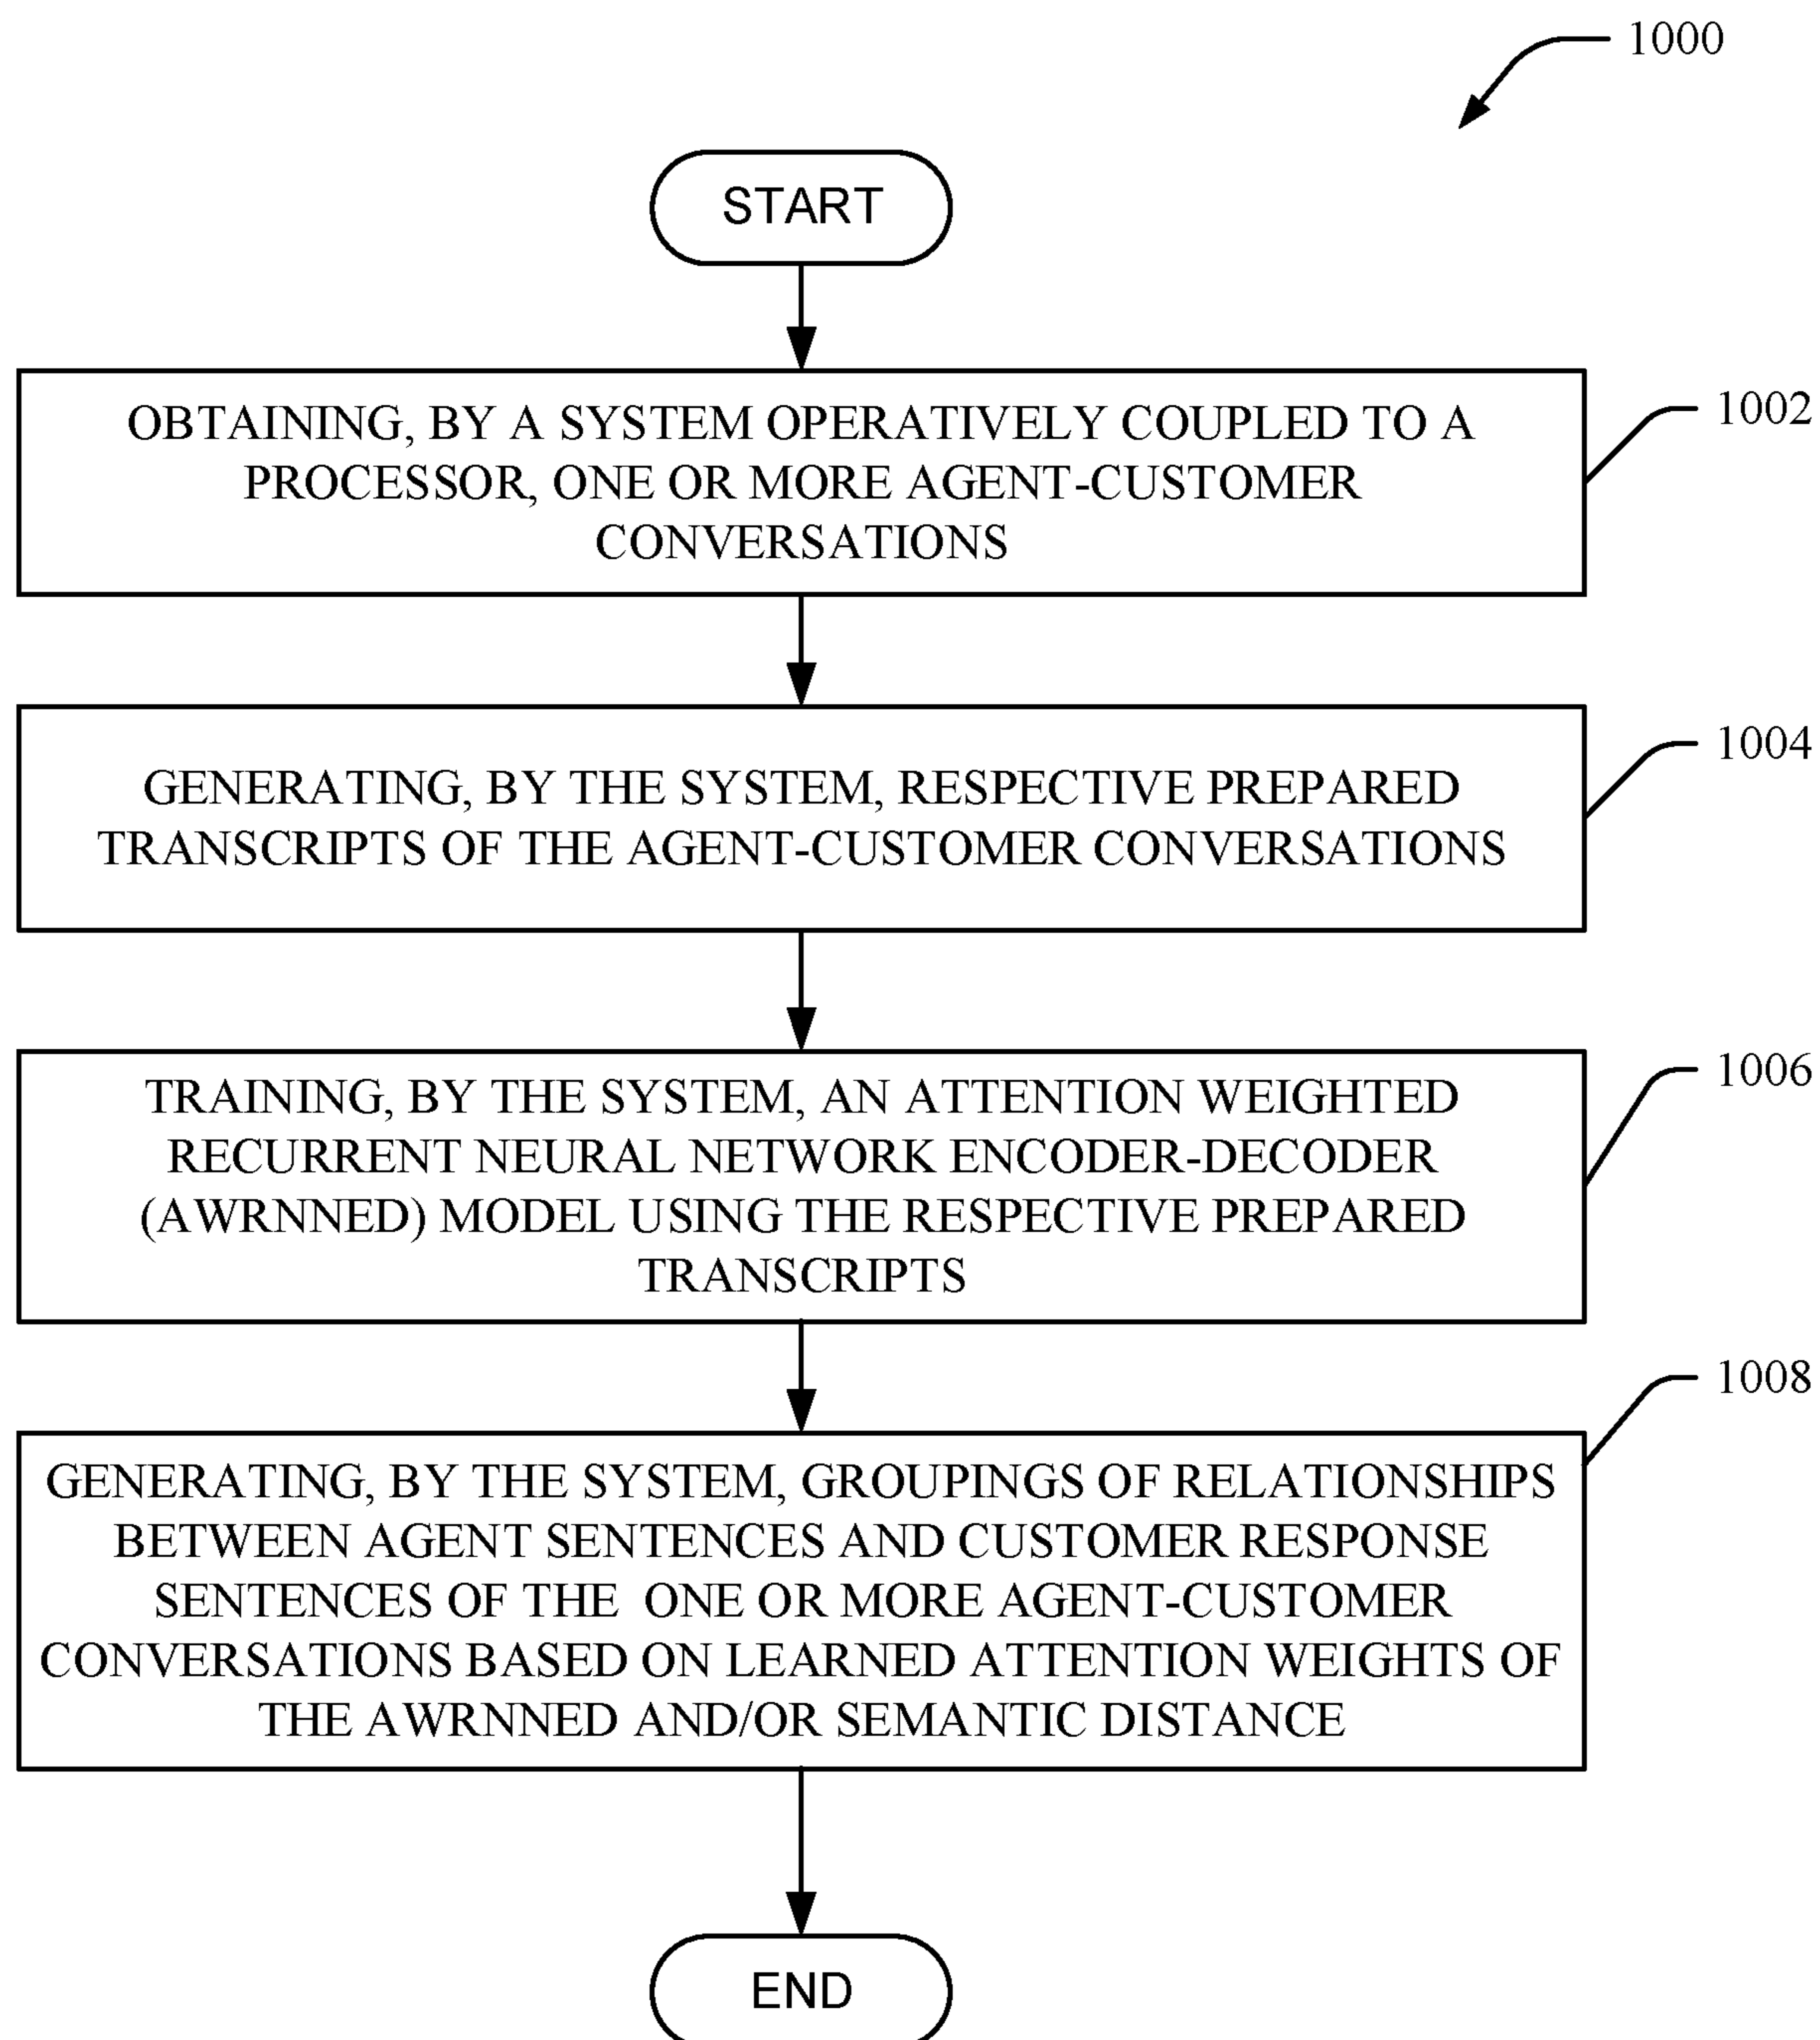 1000
START
OBTAINING, BY A SYSTEM OPERATIVELY COUPLED TO A
PROCESSOR, ONE OR MORE AGENT-CUSTOMER
CONVERSATIONS
1002
GENERATING, BY THE SYSTEM, RESPECTIVE PREPARED
TRANSCRIPTS OF THE AGENT-CUSTOMER CONVERSATIONS
1004
TRAINING, BY THE SYSTEM, AN ATTENTION WEIGHTED
RECURRENT NEURAL NETWORK ENCODER-DECODER
(AWRNNED) MODEL USING THE RESPECTIVE PREPARED
TRANSCRIPTS
1006
GENERATING, BY THE SYSTEM, GROUPINGS OF RELATIONSHIPS
BETWEEN AGENT SENTENCES AND CUSTOMER RESPONSE
SENTENCES OF THE ONE OR MORE AGENT-CUSTOMER
CONVERSATIONS BASED ON LEARNED ATTENTION WEIGHTS OF
THE AWRNNED AND/OR SEMANTIC DISTANCE
1008
END